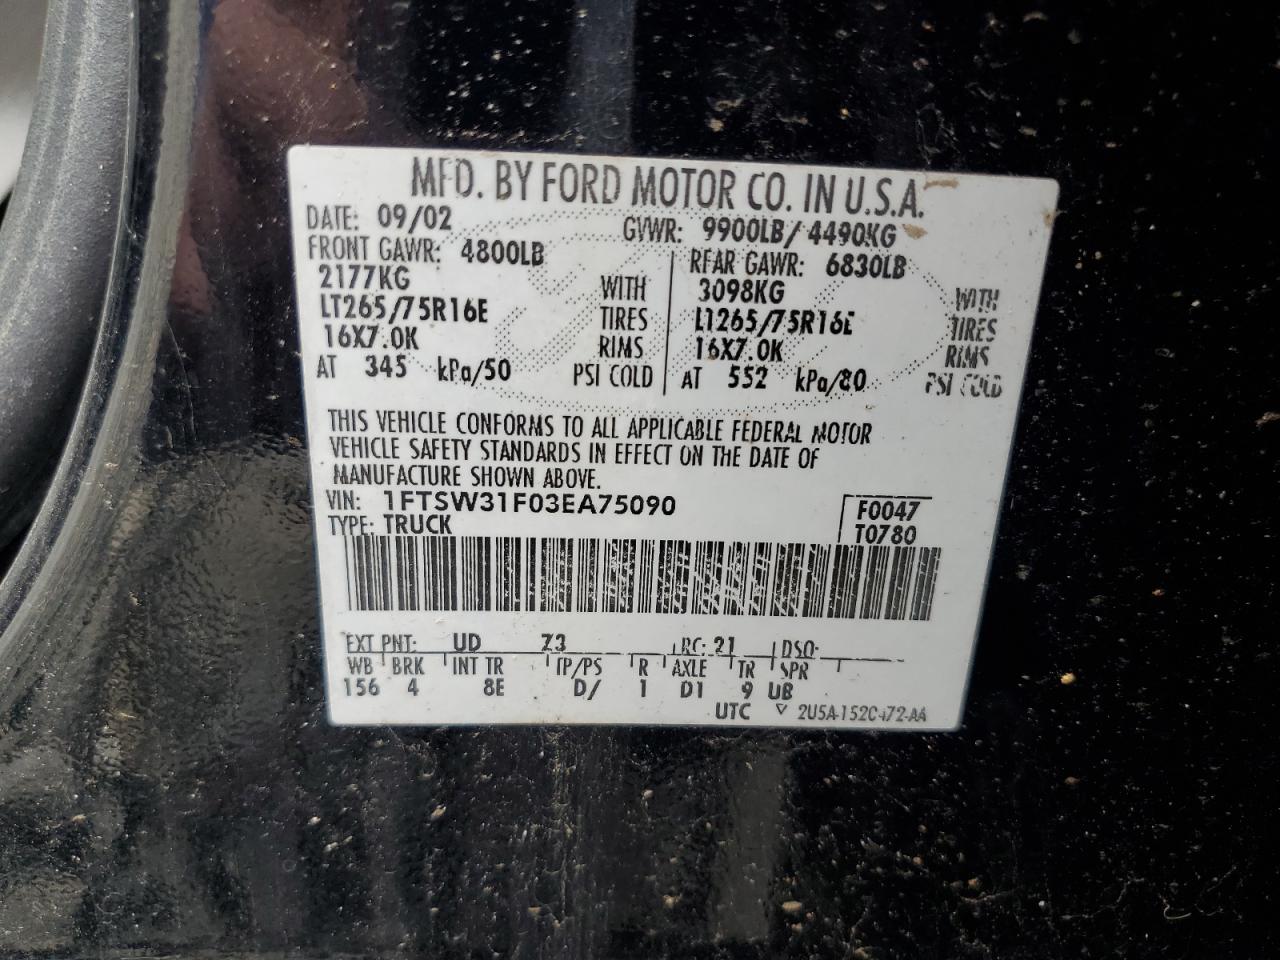 MFD. BY FORD MOTOR CO. IN U.S.A.
DATE: 09/02 GVWR: 9900LB/ 4490KG
FRONT GAWR: 4800LB REAR GAWR: 6830LB
2177KG WITH 3098KG WITH
LT265/75R16E TIRES LT265/75R16E TIRES
16X7.0K RIMS 16X7.0K RIMS
AT 345 kPa/50 PSI COLD AT 552 kPa/80 PSI COLD
THIS VEHICLE CONFORMS TO ALL APPLICABLE FEDERAL MOTOR
VEHICLE SAFETY STANDARDS IN EFFECT ON THE DATE OF
MANUFACTURE SHOWN ABOVE.
VIN: 1FTSW31F03EA75090 F0047
TYPE: TRUCK T0780
EXT PNT: UD Z3 RC: 21 DSO:
WB BRK INT TR TP/PS R AXLE TR SPR
156 4 8E D/ 1 D1 9 UB
UTC ▽ 2U5A-1520472-AA